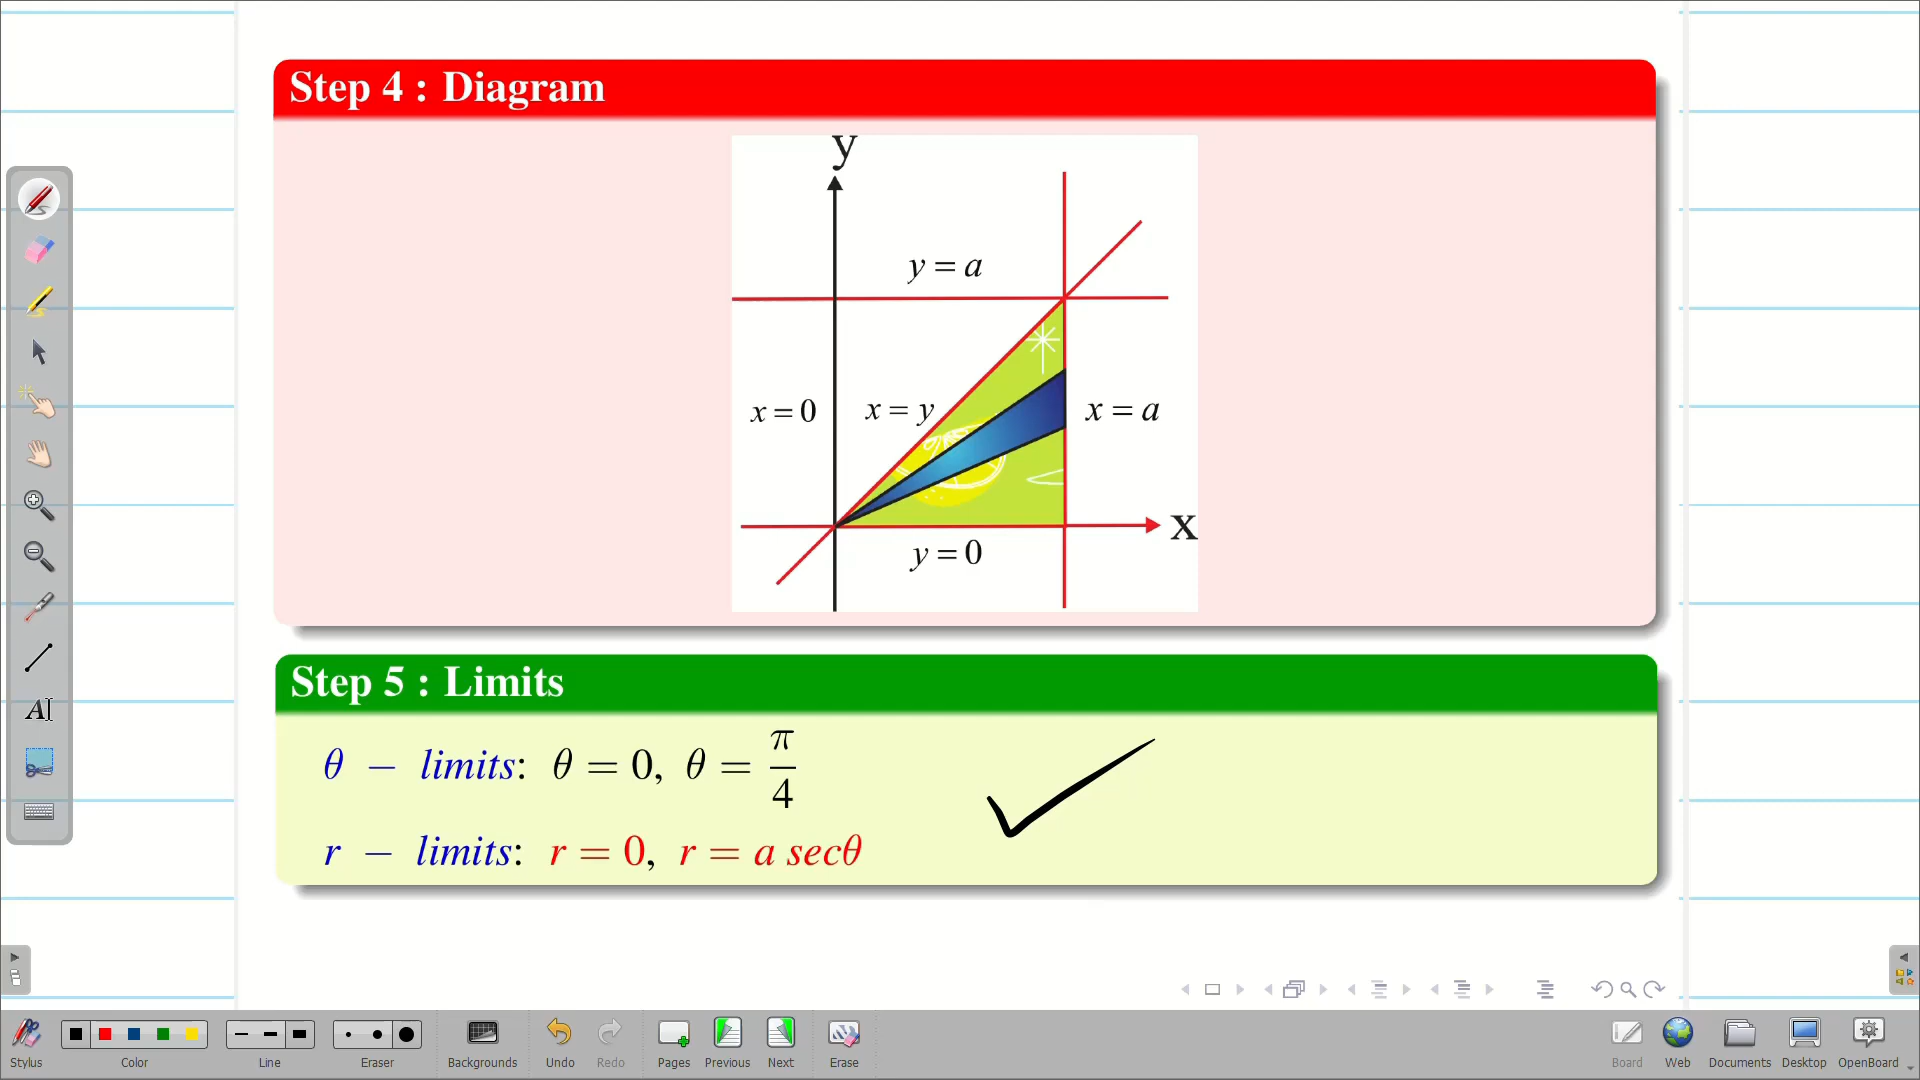 Step 4 : Diagram
y
y = a
x = 0
x = y
x = a
X
y = 0
Step 5 : Limits
θ − limits: θ = 0, θ = π/4
r − limits: r = 0, r = a secθ
Stylus
Color
Line
Eraser
Backgrounds
Undo
Redo
Pages
Previous
Next
Erase
Board
Web
Documents
Desktop
OpenBoard